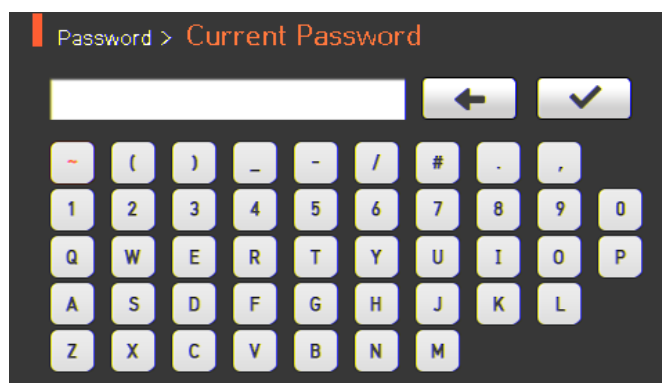 Password > Current Password
~ ( ) _ - / # . ,
1 2 3 4 5 6 7 8 9 0
Q W E R T Y U I O P
A S D F G H J K L
Z X C V B N M